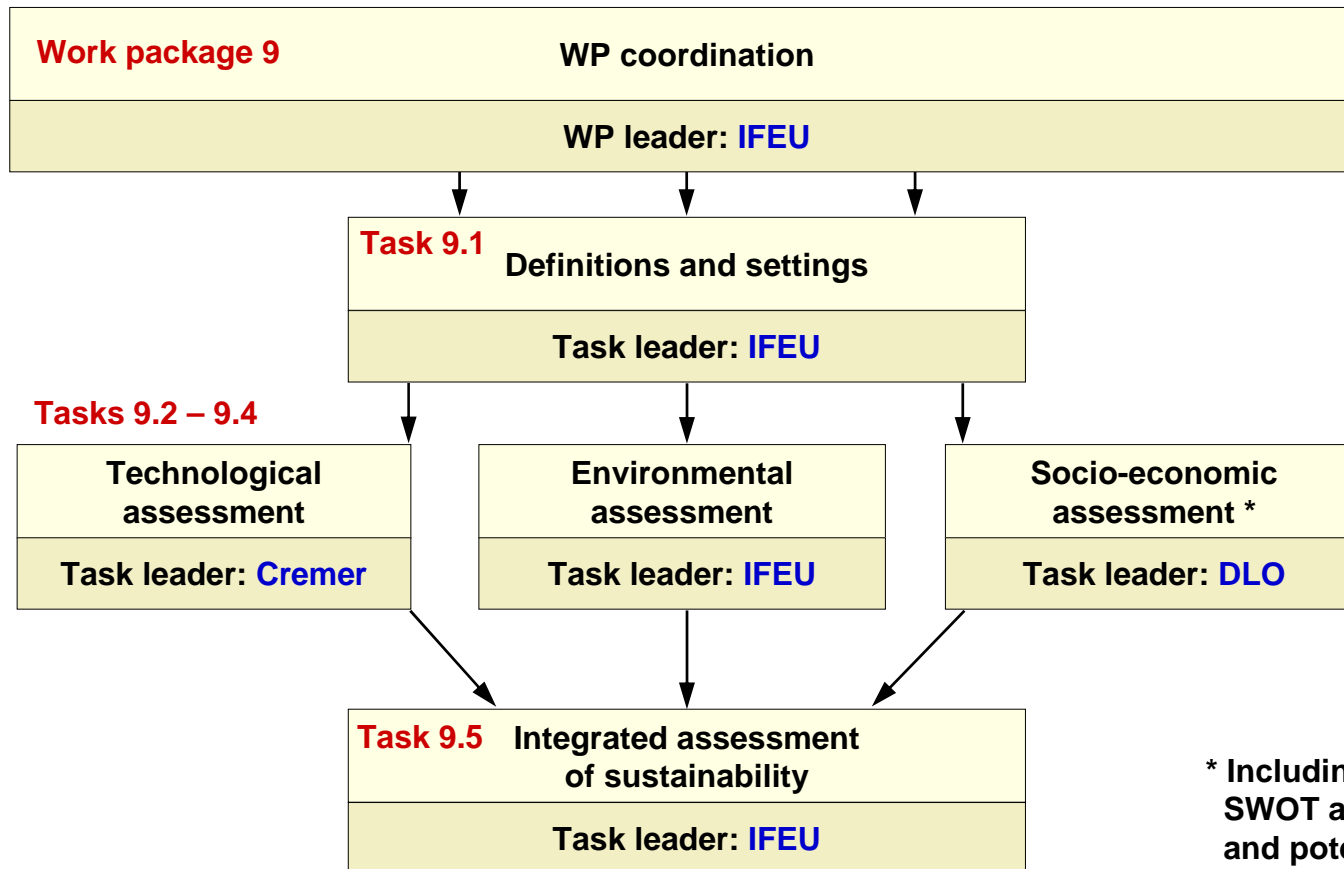 Work package 9
WP coordination
WP leader: IFEU
Task 9.1
Definitions and settings
Task leader: IFEU
Tasks 9.2 – 9.4
Technological
assessment
Task leader: Cremer
Environmental
assessment
Task leader: IFEU
Socio-economic
assessment *
Task leader: DLO
Task 9.5
Integrated assessment
of sustainability
Task leader: IFEU
*
SWOT
and